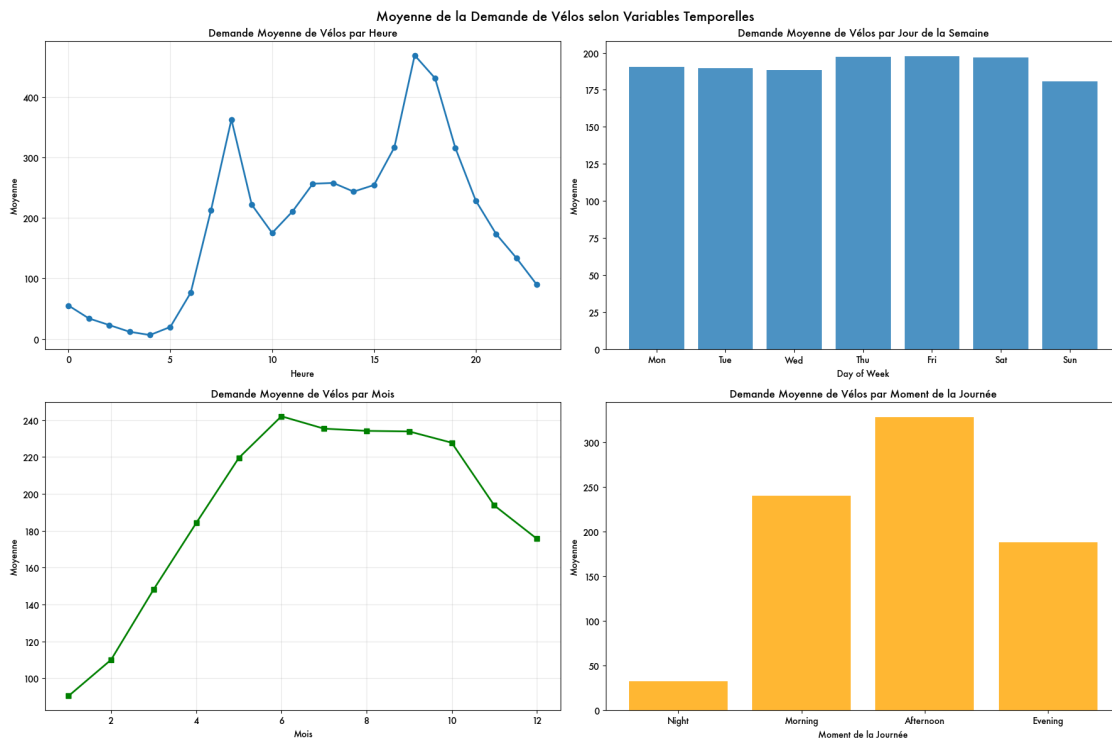 Moyenne de la Demande de Vélos selon Variables Temporelles
Demande Moyenne de Vélos par Heure
Moyenne
400
300
200
100
0
0 5 10 15 20
Heure
Demande Moyenne de Vélos par Jour de la Semaine
Moyenne
200
175
150
125
100
75
50
25
0
Mon Tue Wed Thu Fri Sat Sun
Day of Week
Demande Moyenne de Vélos par Mois
Moyenne
240
220
200
180
160
140
120
100
2 4 6 8 10 12
Mois
Demande Moyenne de Vélos par Moment de la Journée
Moyenne
300
250
200
150
100
50
0
Night Morning Afternoon Evening
Moment de la Journée